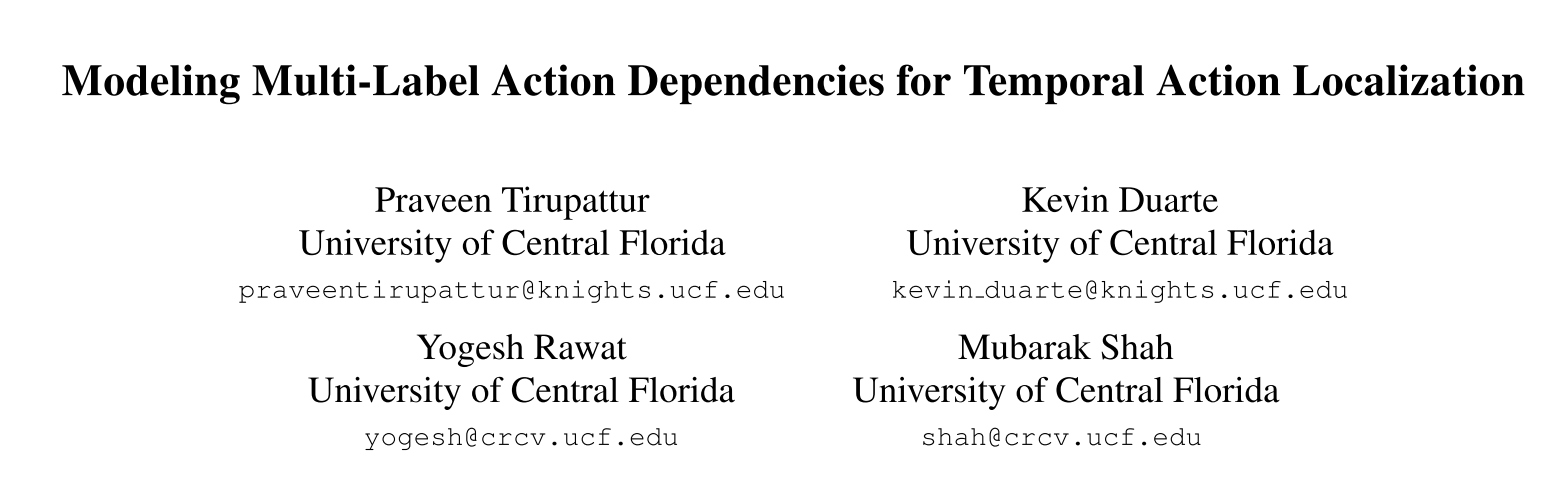 Modeling Multi-Label Action Dependencies for Temporal Action Localization
Praveen Tirupattur
University of Central Florida
praveentirupattur@knights.ucf.edu
Kevin Duarte
University of Central Florida
kevin_duarte@knights.ucf.edu
Yogesh Rawat
University of Central Florida
yogesh@crcv.ucf.edu
Mubarak Shah
University of Central Florida
shah@crcv.ucf.edu